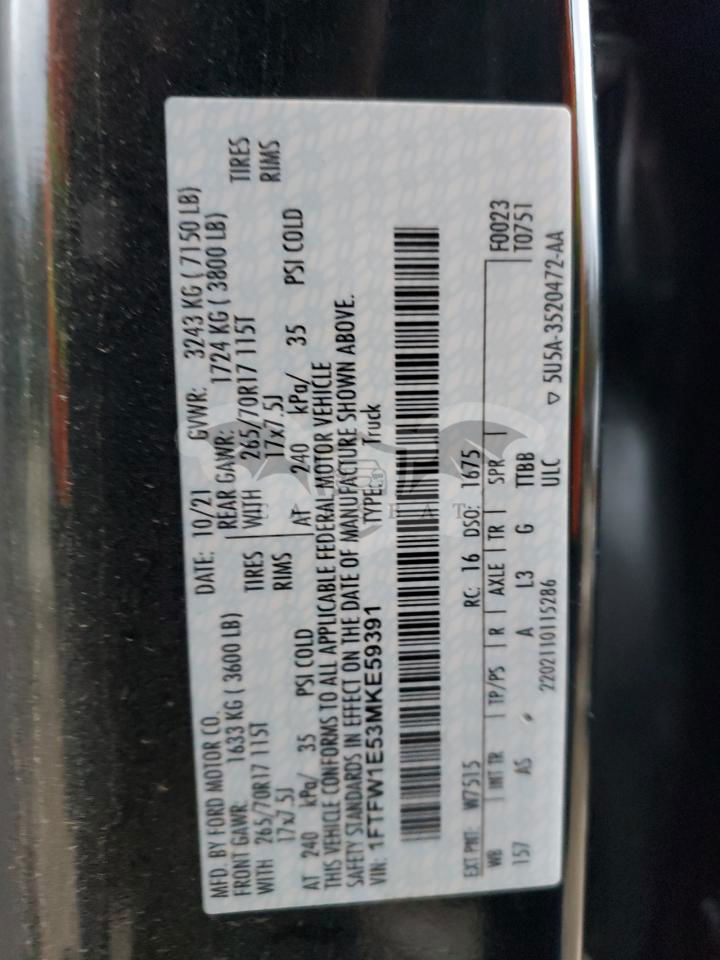 MFD. BY FORD MOTOR CO.
DATE: 10/21 GVWR: 3243 KG ( 7150 LB)
FRONT GAWR: 1633 KG ( 3600 LB)
REAR GAWR: 1724 KG ( 3800 LB)
WITH 265/70R17 115T TIRES
WITH 265/70R17 115T TIRES
17x7.5J RIMS
17x7.5J RIMS
AT 240 kPa/ 35 PSI COLD
AT 240 kPa/ 35 PSI COLD
THIS VEHICLE CONFORMS TO ALL APPLICABLE FEDERAL MOTOR VEHICLE
SAFETY STANDARDS IN EFFECT ON THE DATE OF MANUFACTURE SHOWN ABOVE.
VIN: 1FTFW1E53MKE59391 TYPE: Truck
EXT PNT: W7515 RC: 16 DSO: 1675 F0023
WB INT TR TP/PS R AXLE TR SPR T0751
157 AS A L3 G TTBB
2202110115286 ULC ▽ 5U5A-3520472-AA